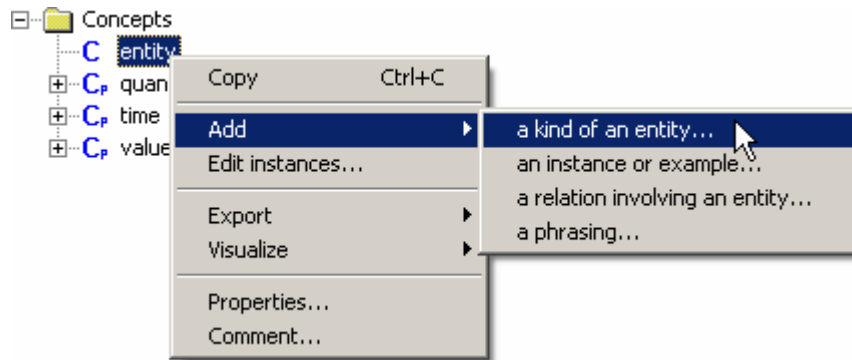 Concepts
C entity
CP quan
CP time
CP value
Copy Ctrl+C
Add
Edit instances...
Export
Visualize
Properties...
Comment...
a kind of an entity...
an instance or example...
a relation involving an entity...
a phrasing...